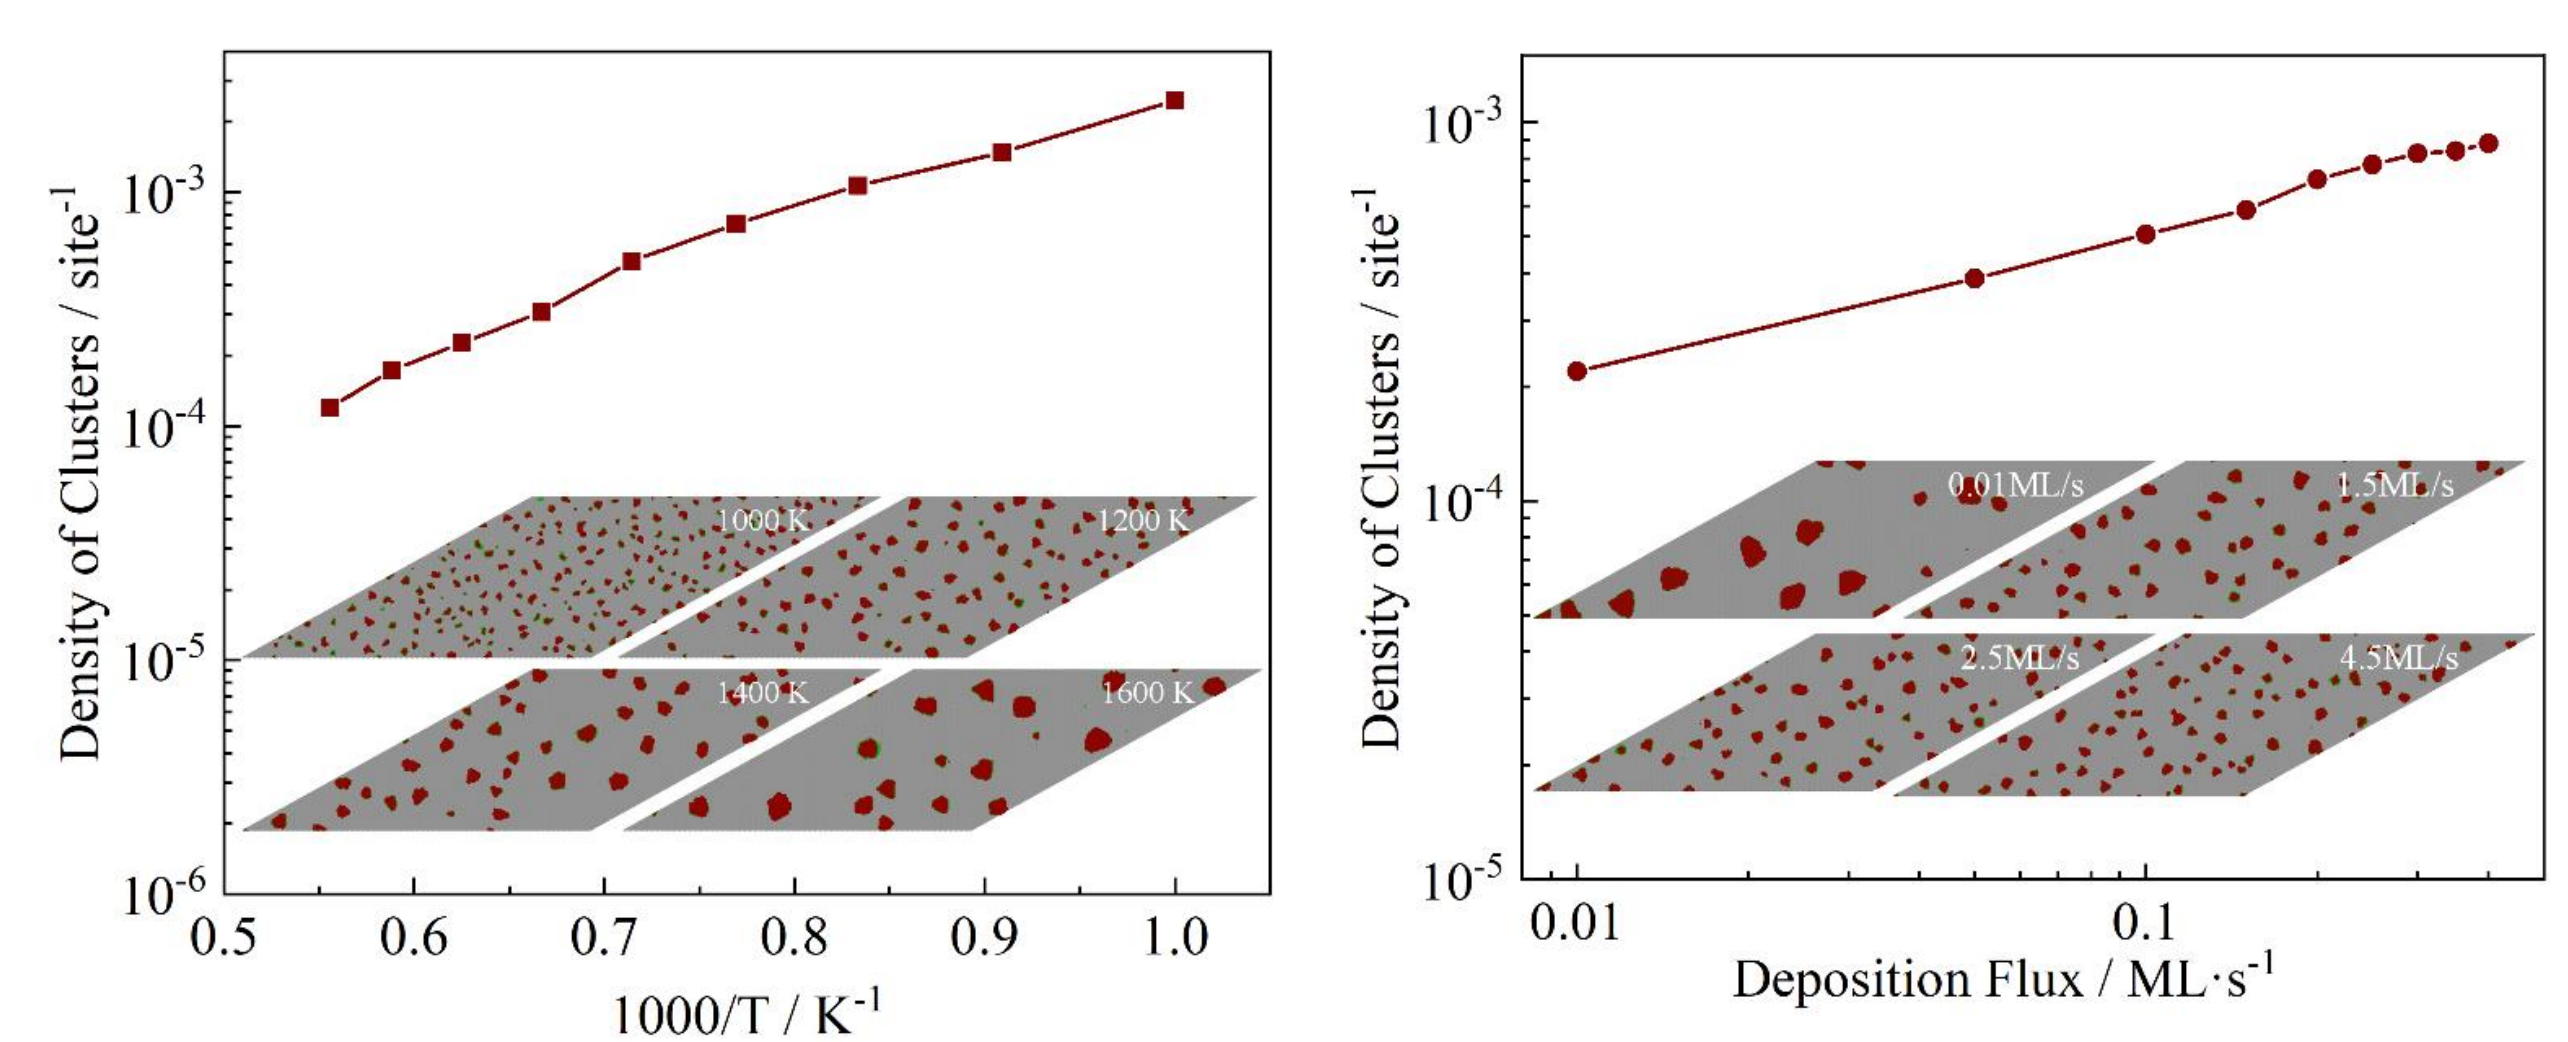 Density of Clusters / site⁻¹
10⁻³
10⁻⁴
10⁻⁵
10⁻⁶
1000 K
1200 K
1400 K
1600 K
0.5 0.6 0.7 0.8 0.9 1.0
1000/T / K⁻¹
Density of Clusters / site⁻¹
10⁻³
10⁻⁴
10⁻⁵
0.01ML/s
1.5ML/s
2.5ML/s
4.5ML/s
0.01 0.1
Deposition Flux / ML·s⁻¹